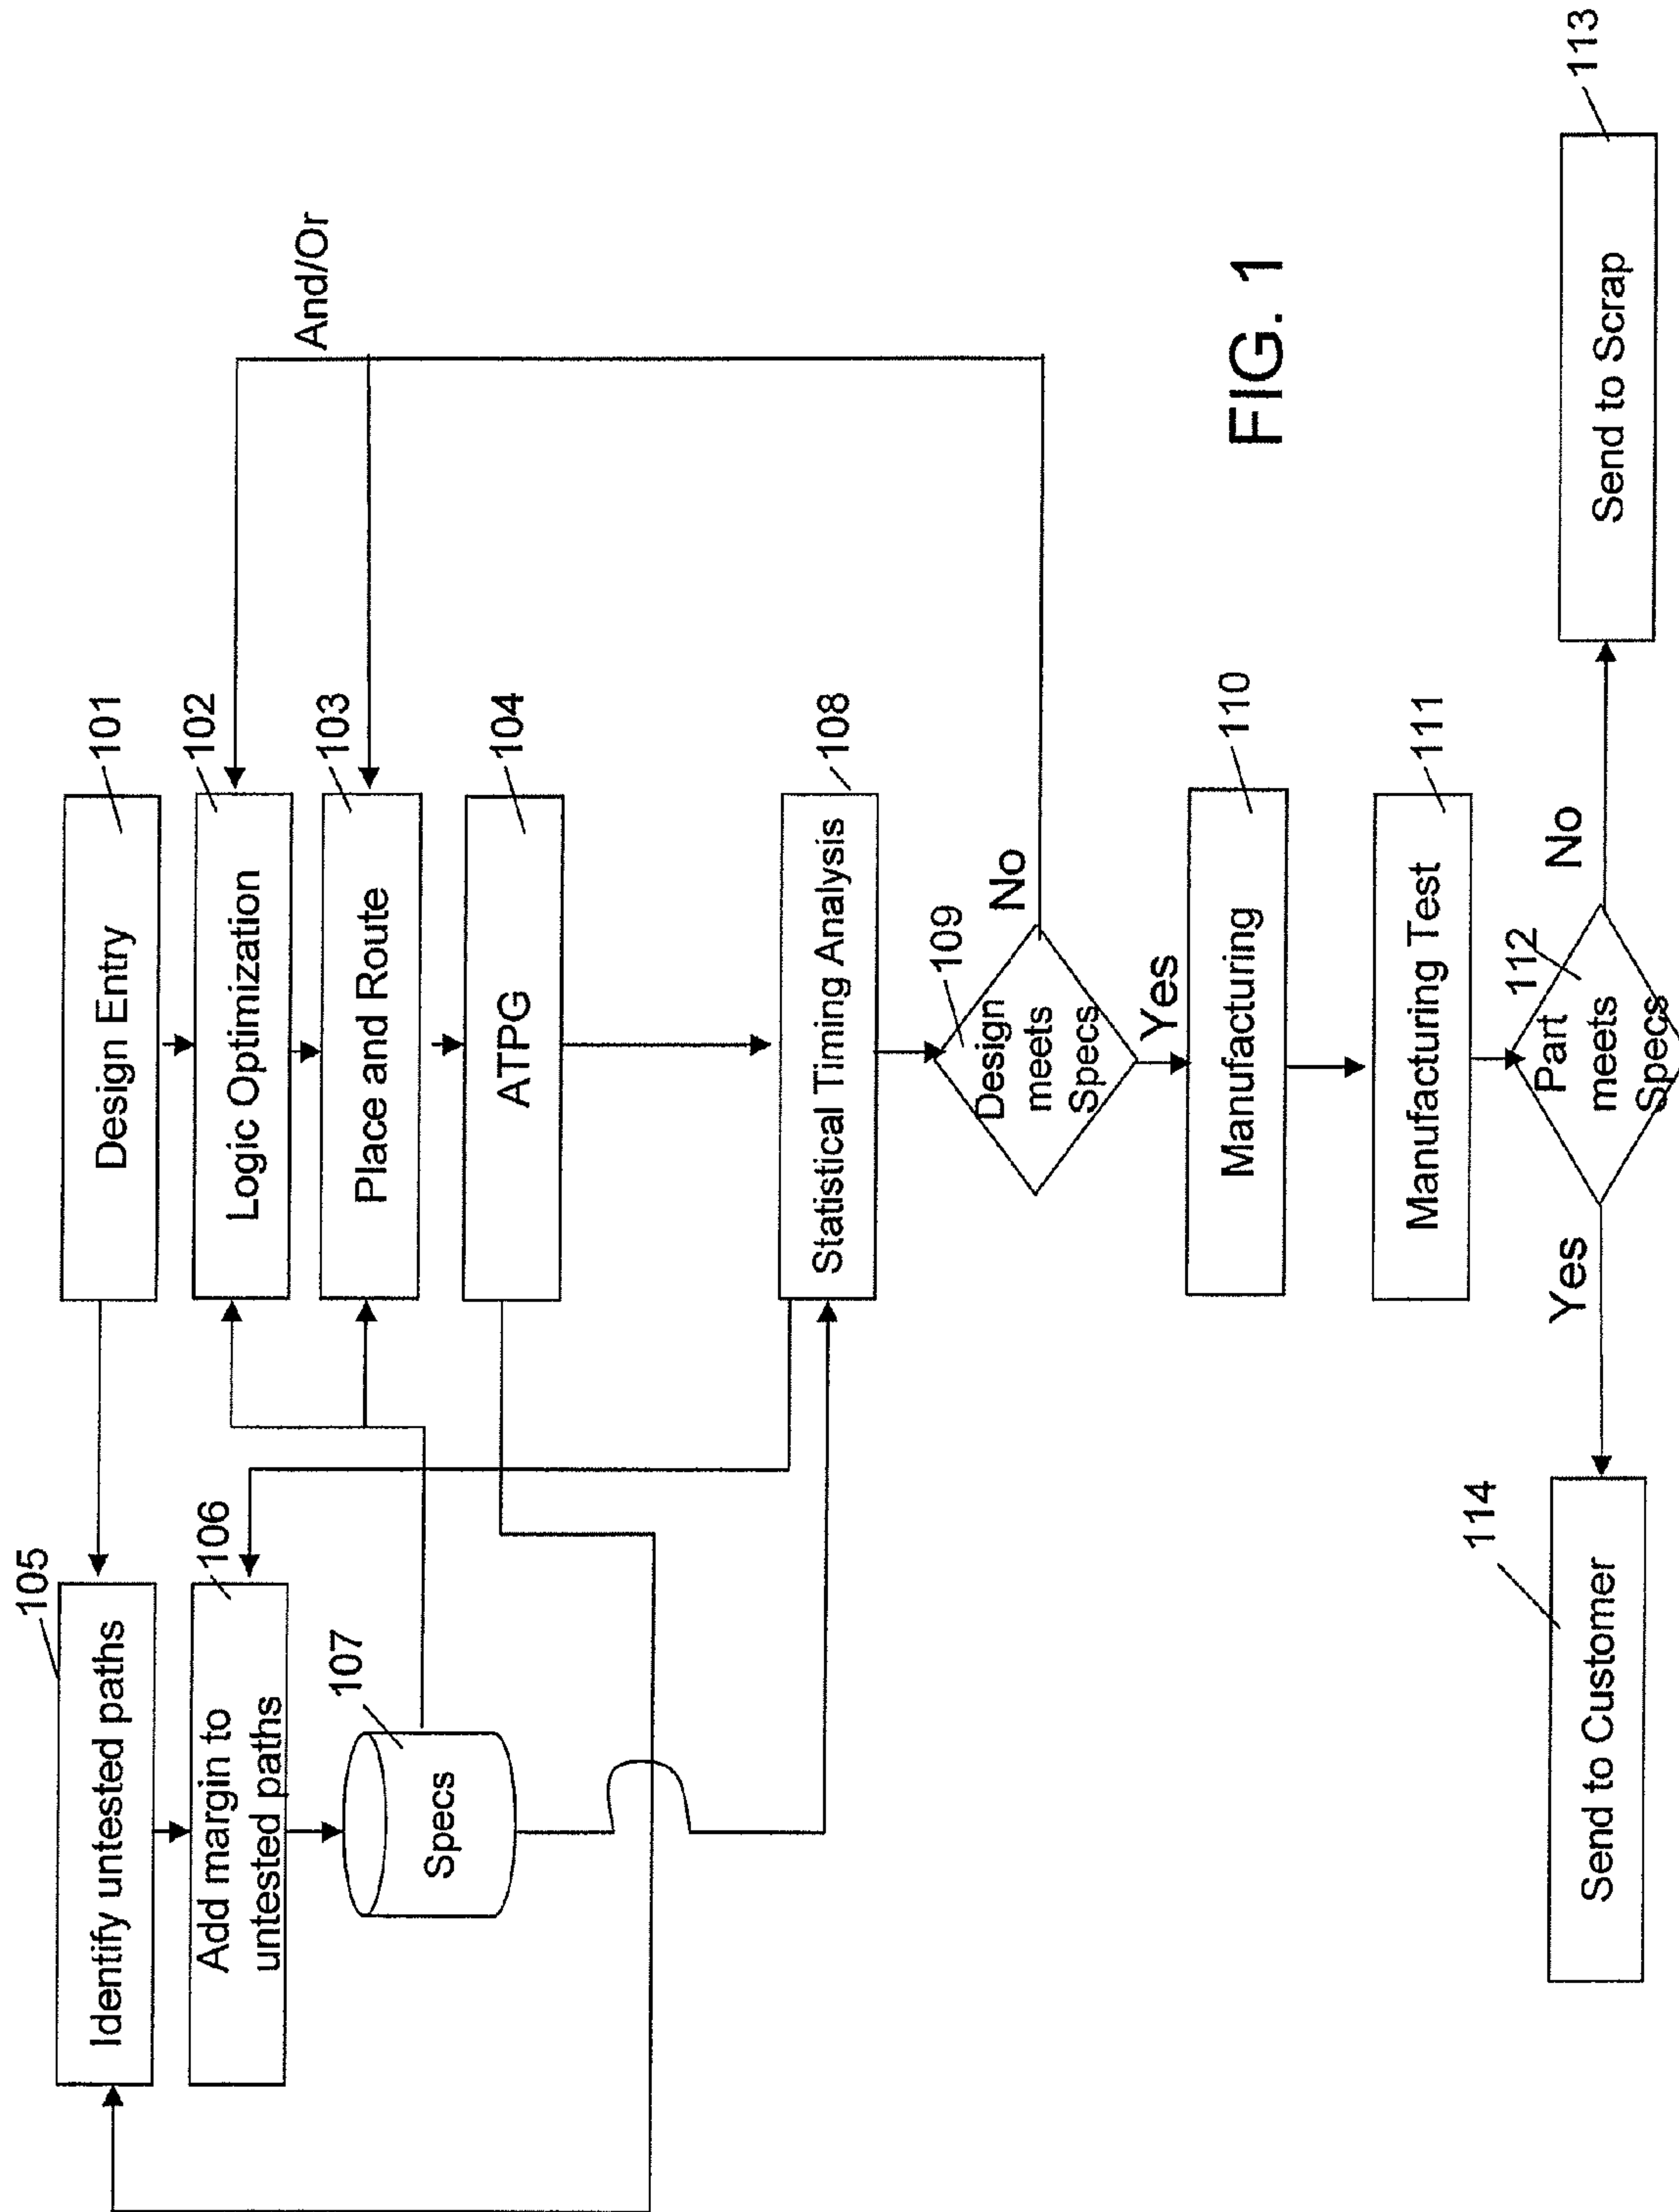 105
Identify untested paths
106
Add margin to
untested paths
107
Specs
101
Design Entry
102
Logic Optimization
103
Place and Route
104
ATPG
And/Or
108
Statistical Timing Analysis
109
Design
meets
Specs
No
Yes
110
Manufacturing
111
Manufacturing Test
112
Part
meets
Specs
Yes
No
114
Send to Customer
113
Send to Scrap
FIG. 1